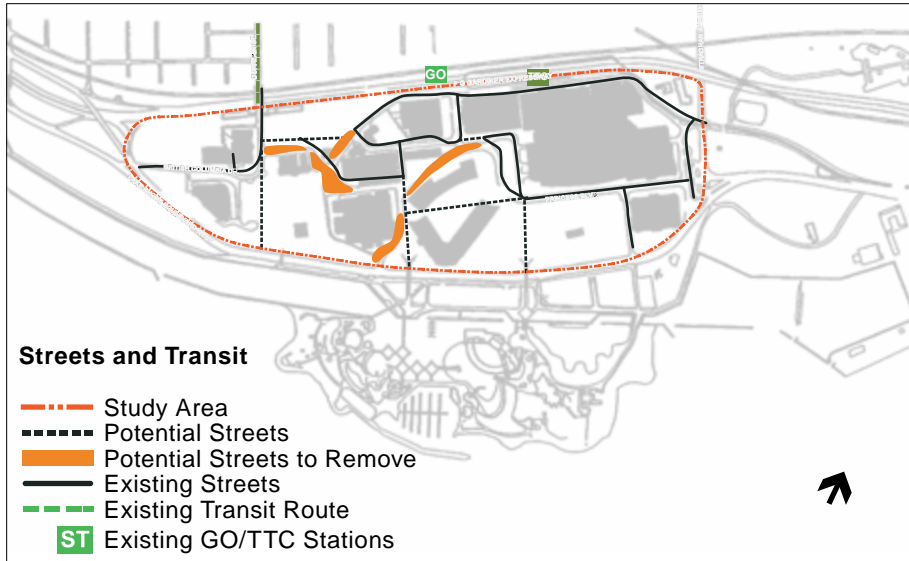 GO
Streets and Transit
Study Area
Potential Streets
Potential Streets to Remove
Existing Streets
Existing Transit Route
ST Existing GO/TTC Stations